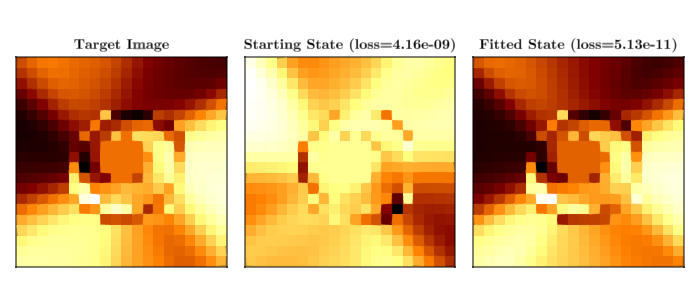 Target Image
Starting State (loss=4.16e-09)
Fitted State (loss=5.13e-11)